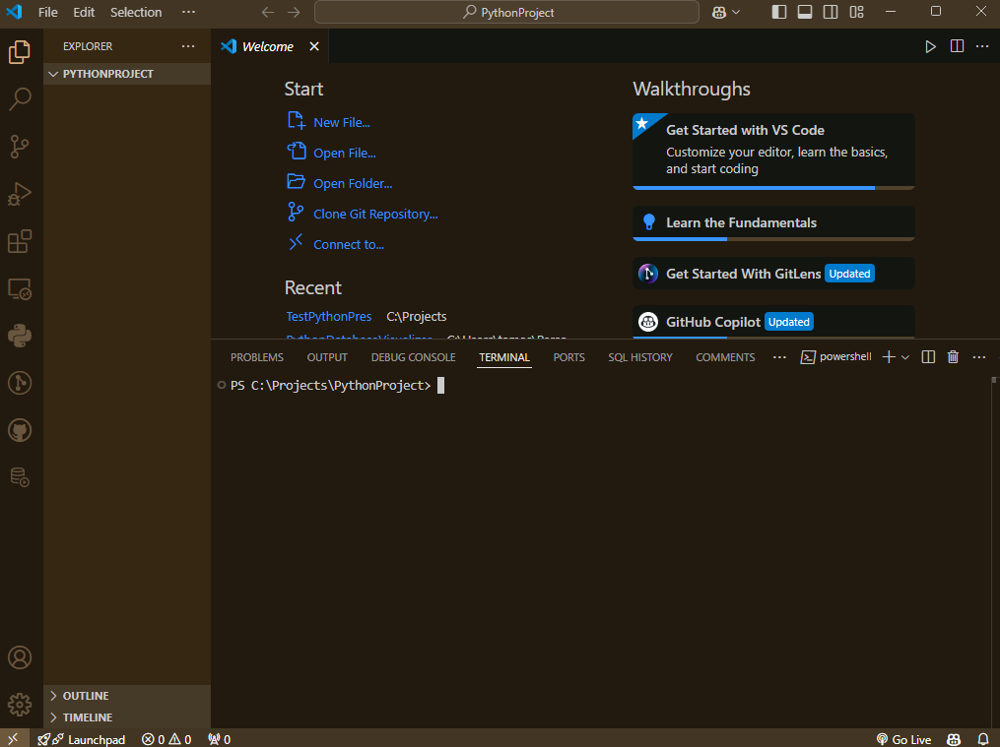 File Edit Selection ···
PythonProject
EXPLORER ···
PYTHONPROJECT
Welcome
Start
New File...
Open File...
Open Folder...
Clone Git Repository...
Connect to...
Recent
TestPythonPres C:\Projects
PythonDatabaseVisualizer
Walkthroughs
Get Started with VS Code
Customize your editor, learn the basics,
and start coding
Learn the Fundamentals
Get Started With GitLens Updated
GitHub Copilot Updated
PROBLEMS OUTPUT DEBUG CONSOLE TERMINAL PORTS SQL HISTORY COMMENTS ··· powershell
PS C:\Projects\PythonProject>
OUTLINE
TIMELINE
Launchpad 0 0 0 Go Live